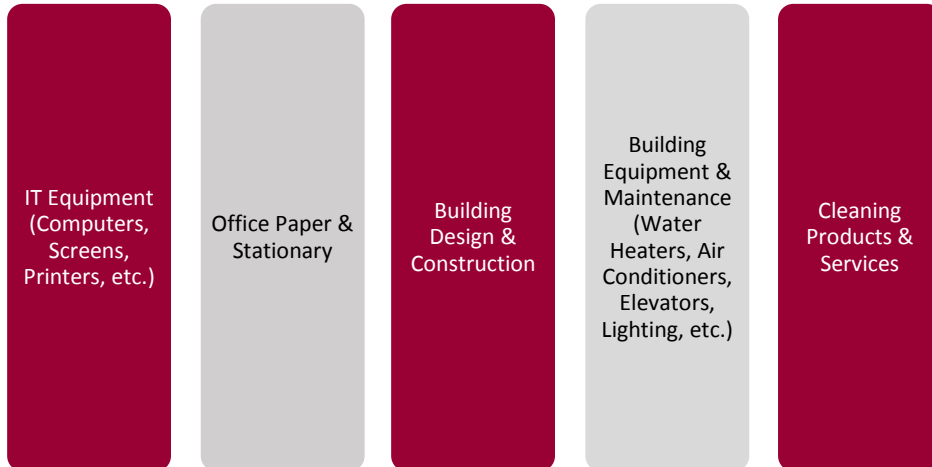 IT Equipment
(Computers,
Screens,
Printers, etc.)
Office Paper &
Stationary
Building
Design &
Construction
Building
Equipment &
Maintenance
(Water
Heaters, Air
Conditioners,
Elevators,
Lighting, etc.)
Cleaning
Products &
Services